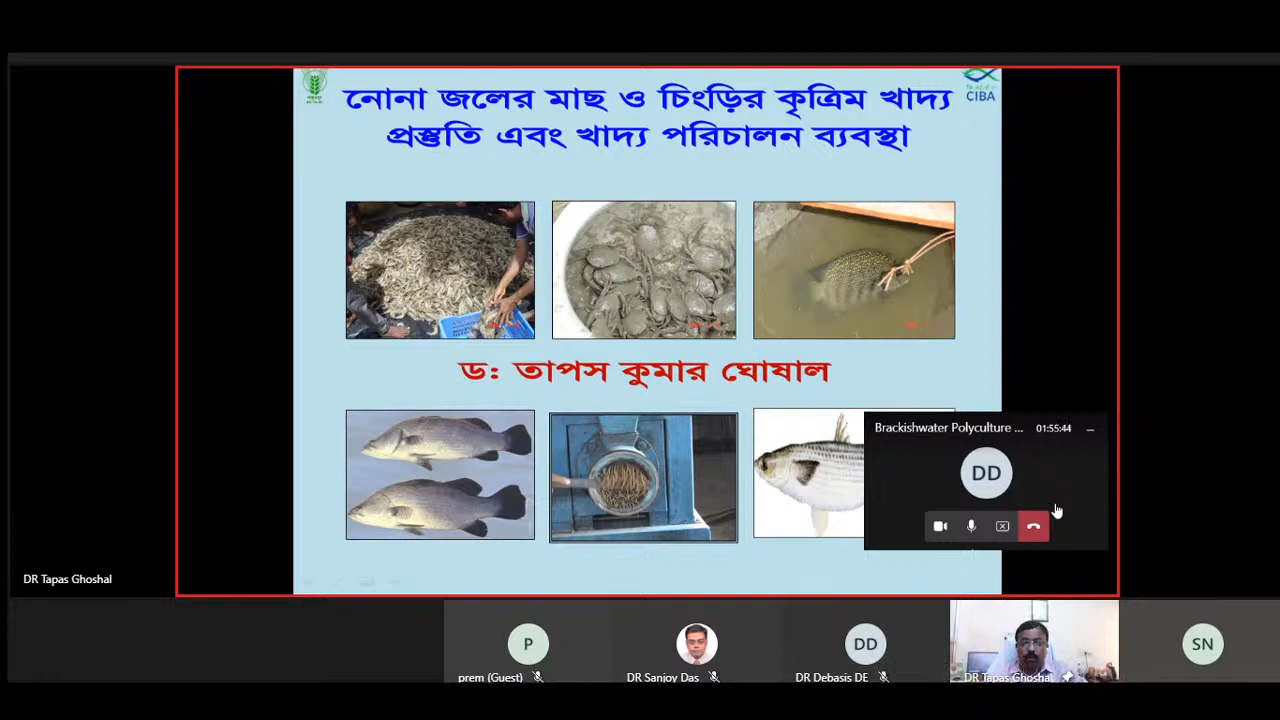 নোনা জলের মাছ ও চিংড়ির কৃত্রিম খাদ্য
প্রস্তুতি এবং খাদ্য পরিচালন ব্যবস্থা
CIBA
ড: তাপস কুমার ঘোষাল
Brackishwater Polyculture ... 01:55:44
DD
DR Tapas Ghoshal
P
DD
SN
prem (Guest)
DR Sanjoy Das
DR Debasis DE
DR Tapas Ghoshal